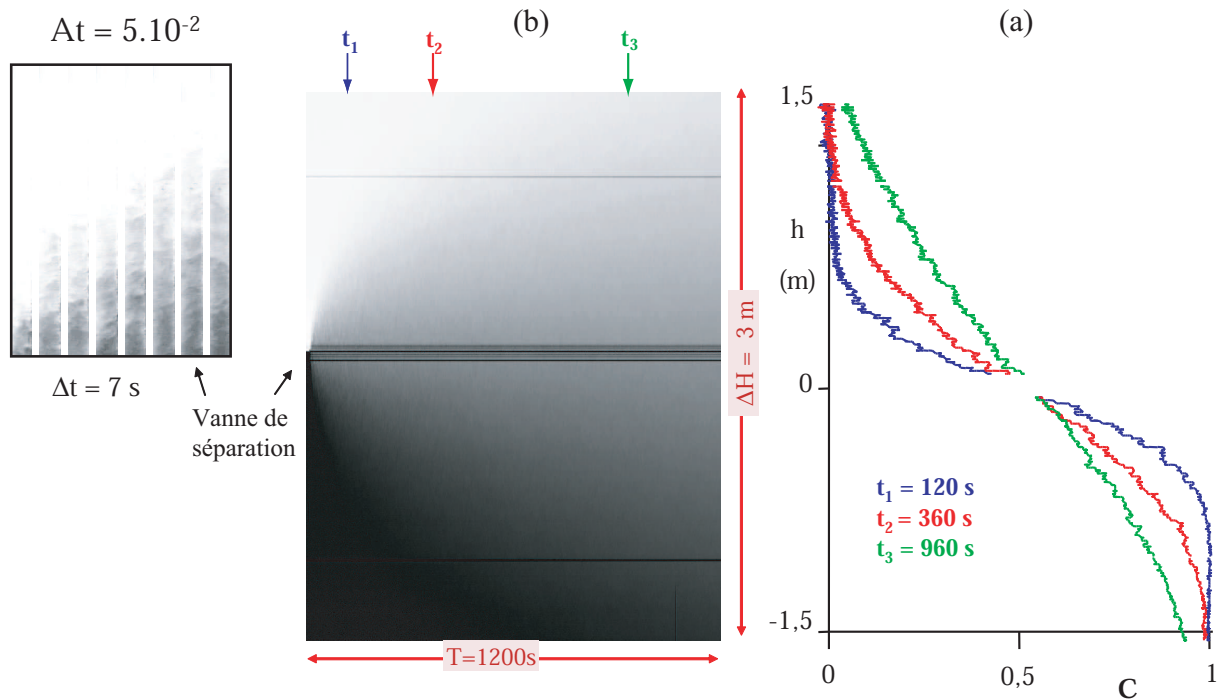 At = 5.10⁻²
Δt = 7 s
Vanne de
séparation
(b)
t₁
t₂
t₃
ΔH = 3 m
T=1200s
(a)
1,5
h
(m)
0
-1,5
t₁ = 120 s
t₂ = 360 s
t₃ = 960 s
0
0,5
C
1